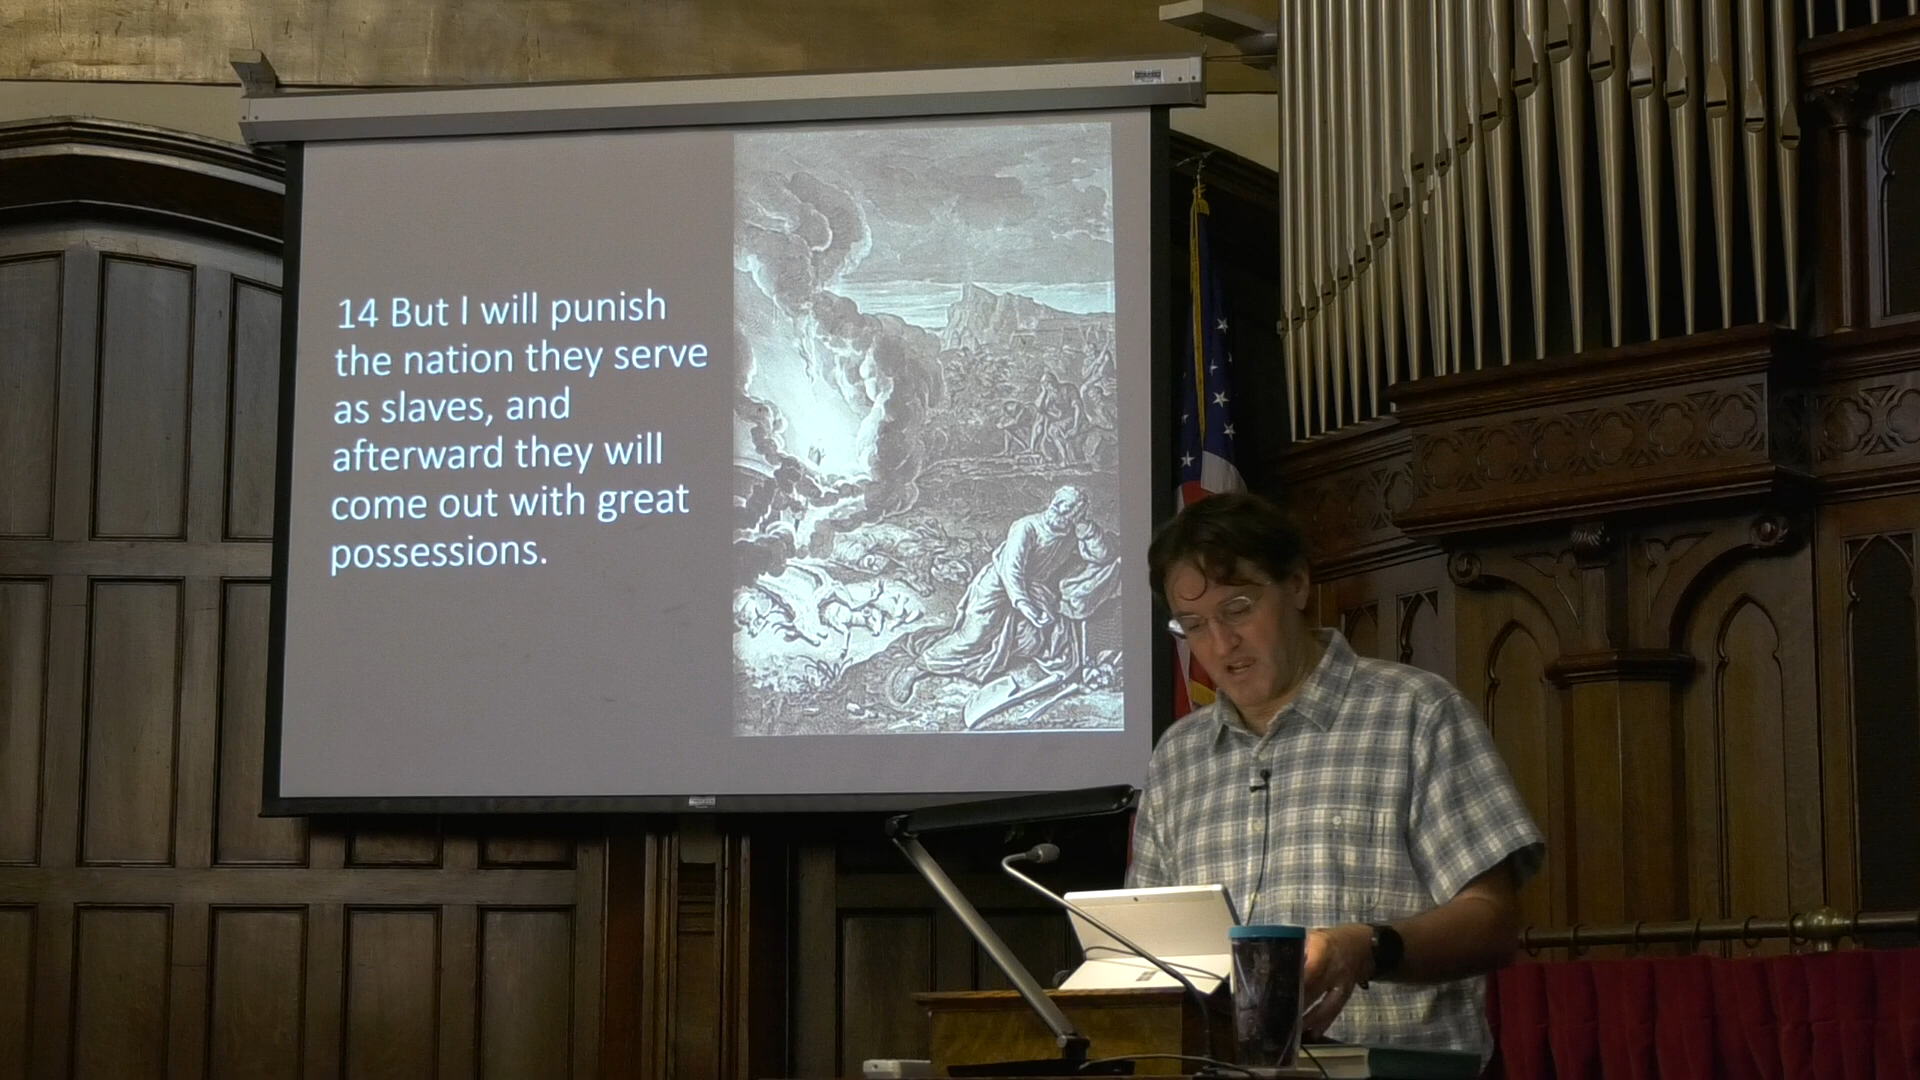 14 But I will punish
the nation they serve
as slaves, and
afterward they will
come out with great
possessions.